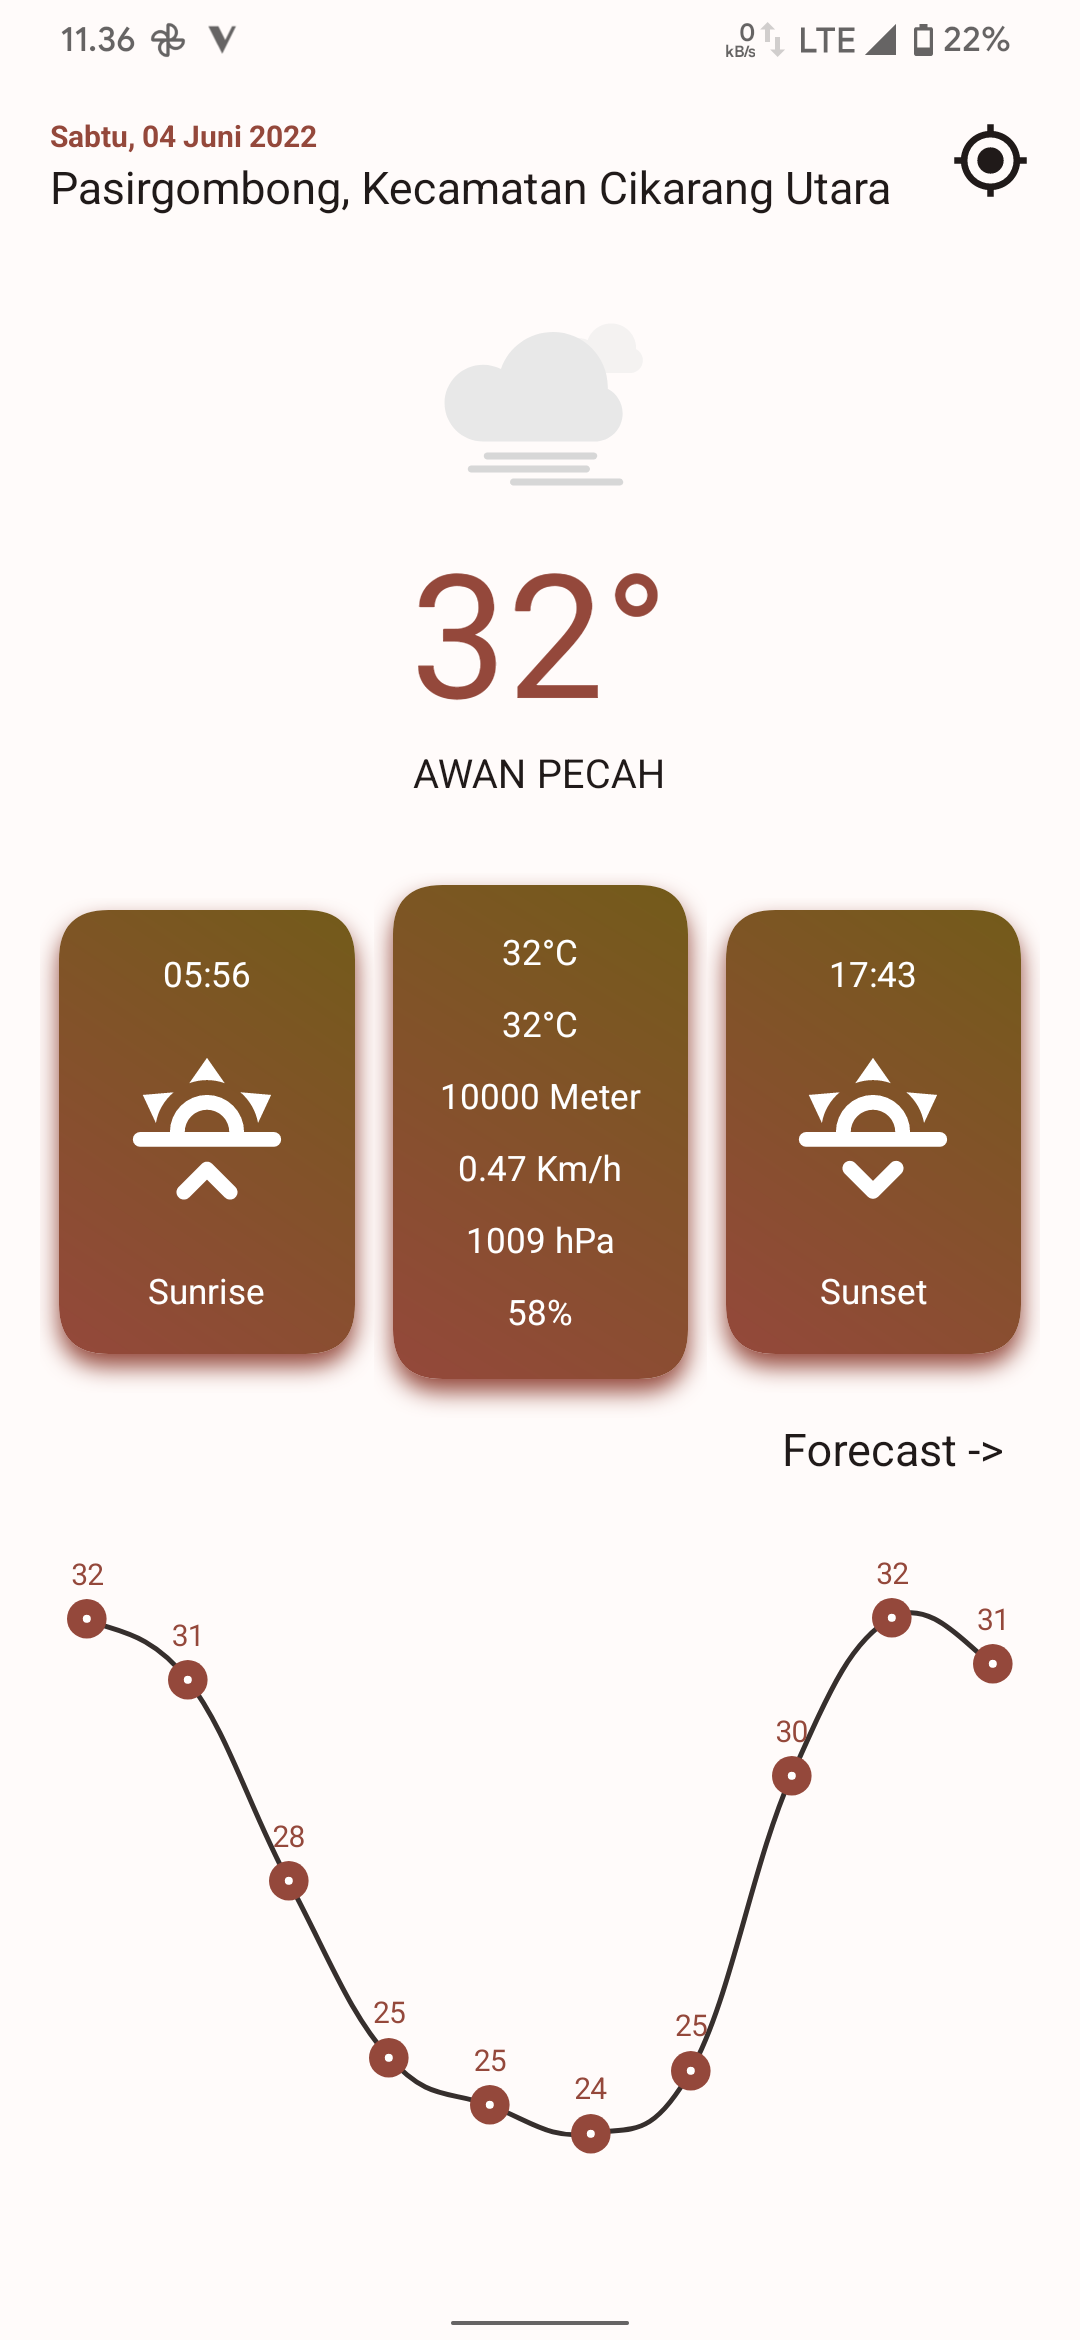 11.36 0 kB/s LTE 22%
Sabtu, 04 Juni 2022
Pasirgombong, Kecamatan Cikarang Utara
32°
AWAN PECAH
05:56
Sunrise
32°C
32°C
10000 Meter
0.47 Km/h
1009 hPa
58%
17:43
Sunset
Forecast ->
32
31
28
25
25
24
25
30
32
31